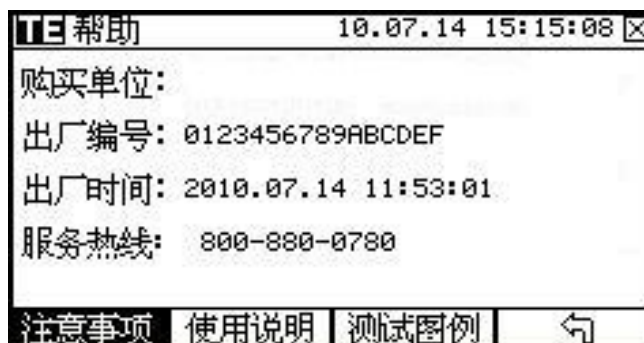 TE 帮助 10.07.14 15:15:08
购买单位:
出厂编号: 0123456789ABCDEF
出厂时间: 2010.07.14 11:53:01
服务热线: 800-880-0780
注意事项 使用说明 测试图例